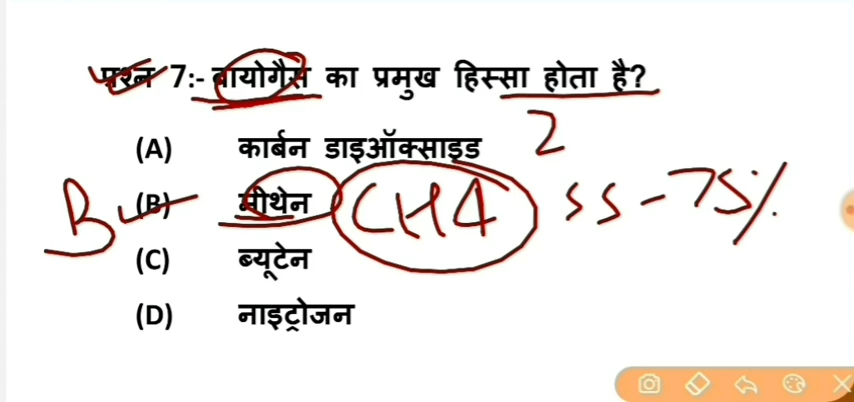 प्रश्न 7:- बायोगैस का प्रमुख हिस्सा होता है?
(A) कार्बन डाइऑक्साइड 2
B (B) मीथेन CH4 55-75%
(C) ब्यूटेन
(D) नाइट्रोजन